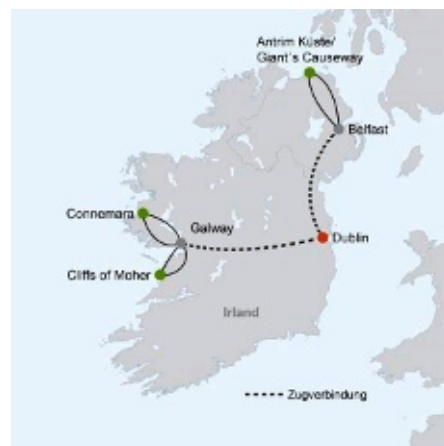 Antrim Küste/
Giant's Causeway
Belfast
Connemara
Galway
Dublin
Cliffs of Moher
Irland
Zugverbindung